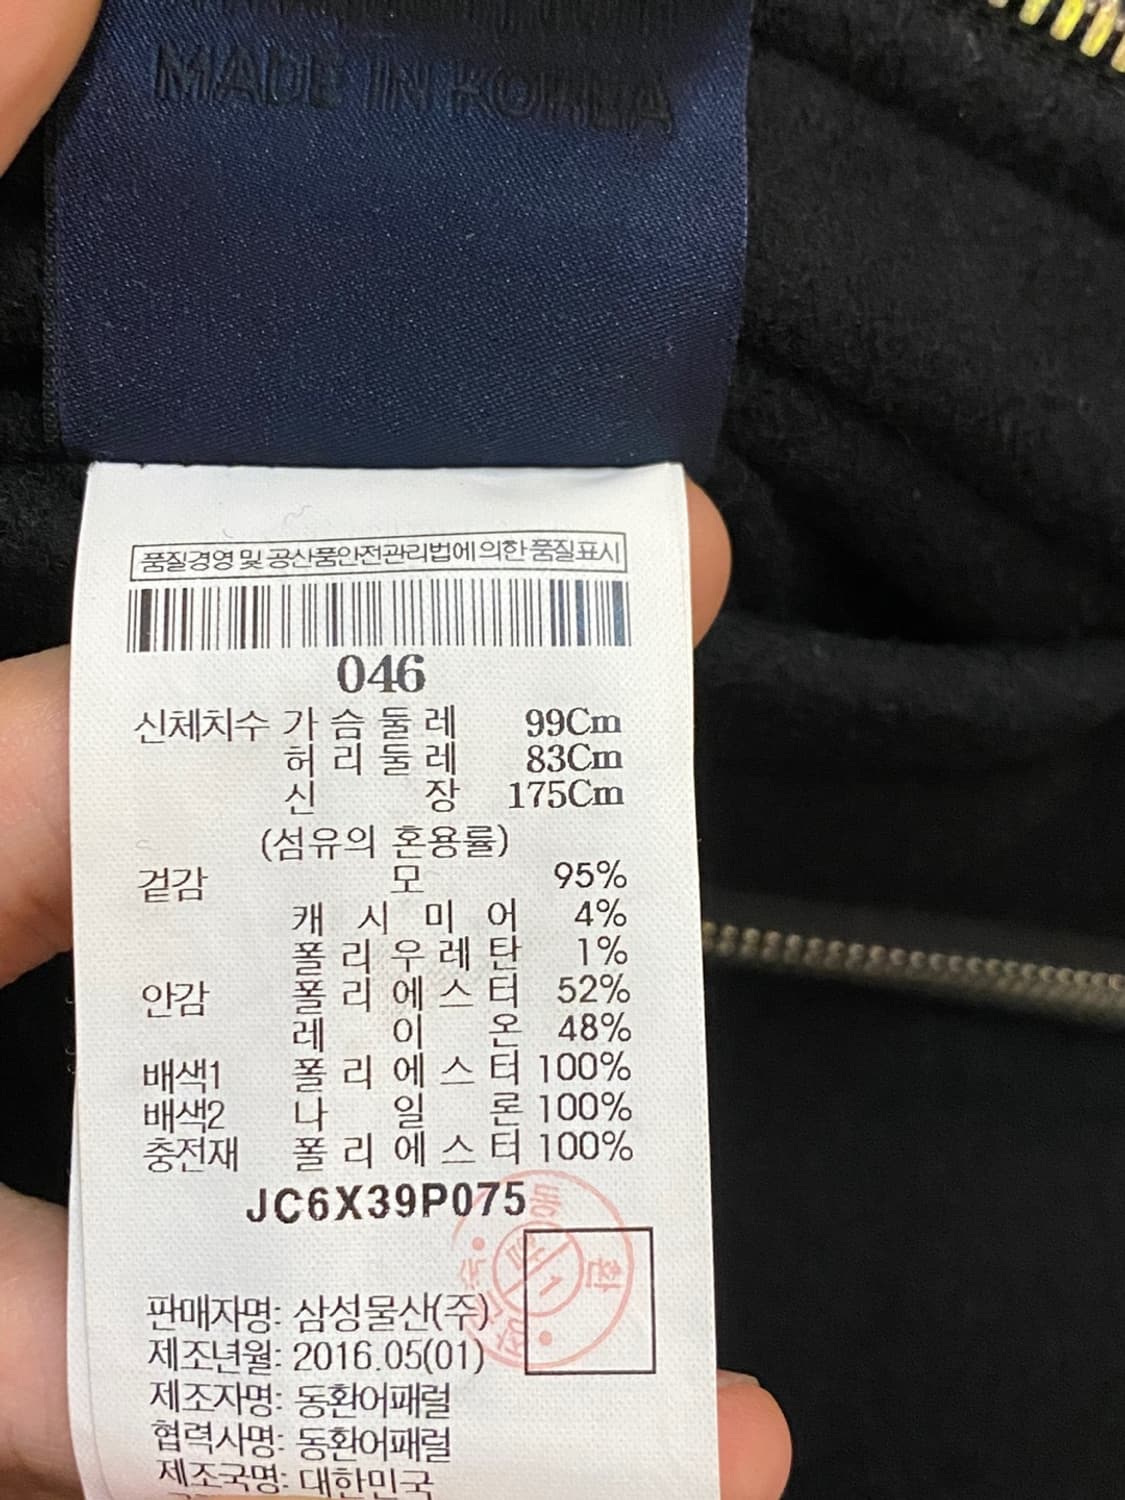 MADE IN KOREA
품질경영 및 공산품안전관리법에 의한 품질표시
046
신체치수 가슴둘레 99Cm
허리둘레 83Cm
신장 175Cm
(섬유의 혼용률)
겉감 모 95%
캐시미어 4%
폴리우레탄 1%
안감 폴리에스터 52%
레이온 48%
배색1 폴리에스터 100%
배색2 나일론 100%
충전재 폴리에스터 100%
JC6X39P075
판매자명: 삼성물산(주)
제조년월: 2016.05(01)
제조자명: 동환어패럴
협력사명: 동환어패럴
제조국명: 대한민국